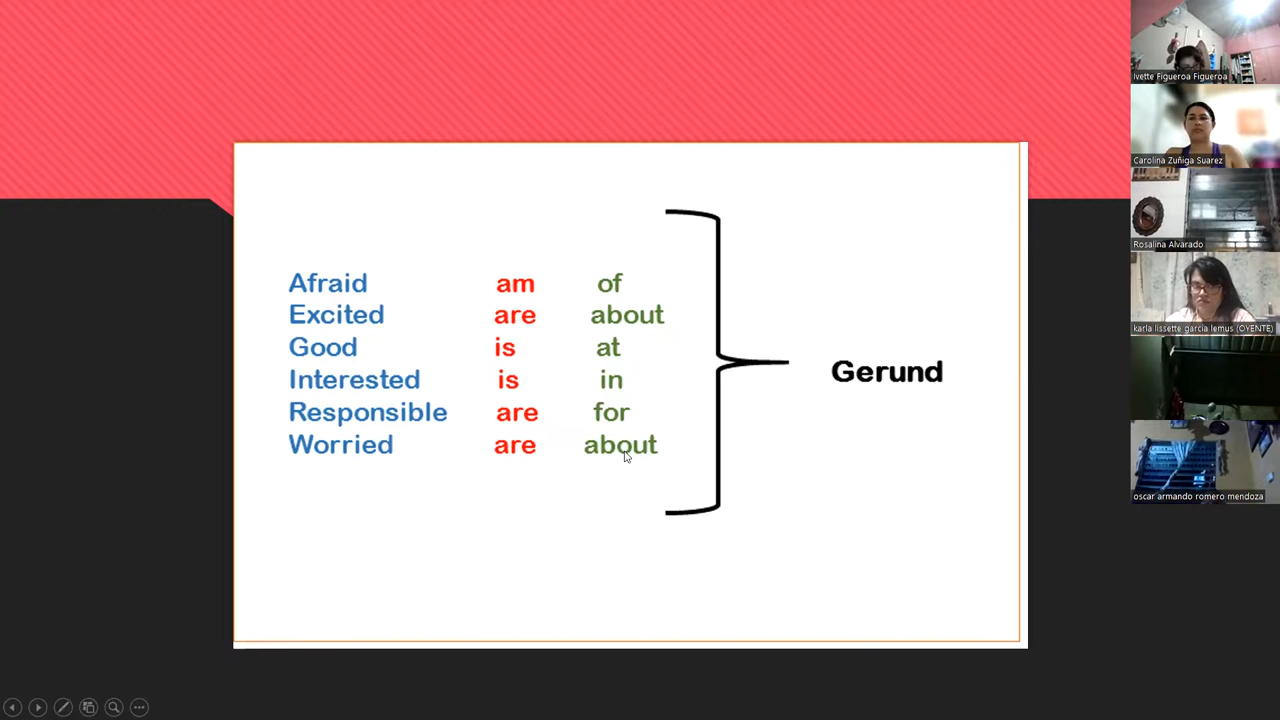 Afraid am of
Excited are about
Good is at
Interested is in
Responsible are for
Worried are about
Gerund
Ivette Figueroa Figueroa
Carolina Zuñiga Suarez
Rosalina Alvarado
karla lissette garcia lemus (OYENTE)
oscar armando romero mendoza